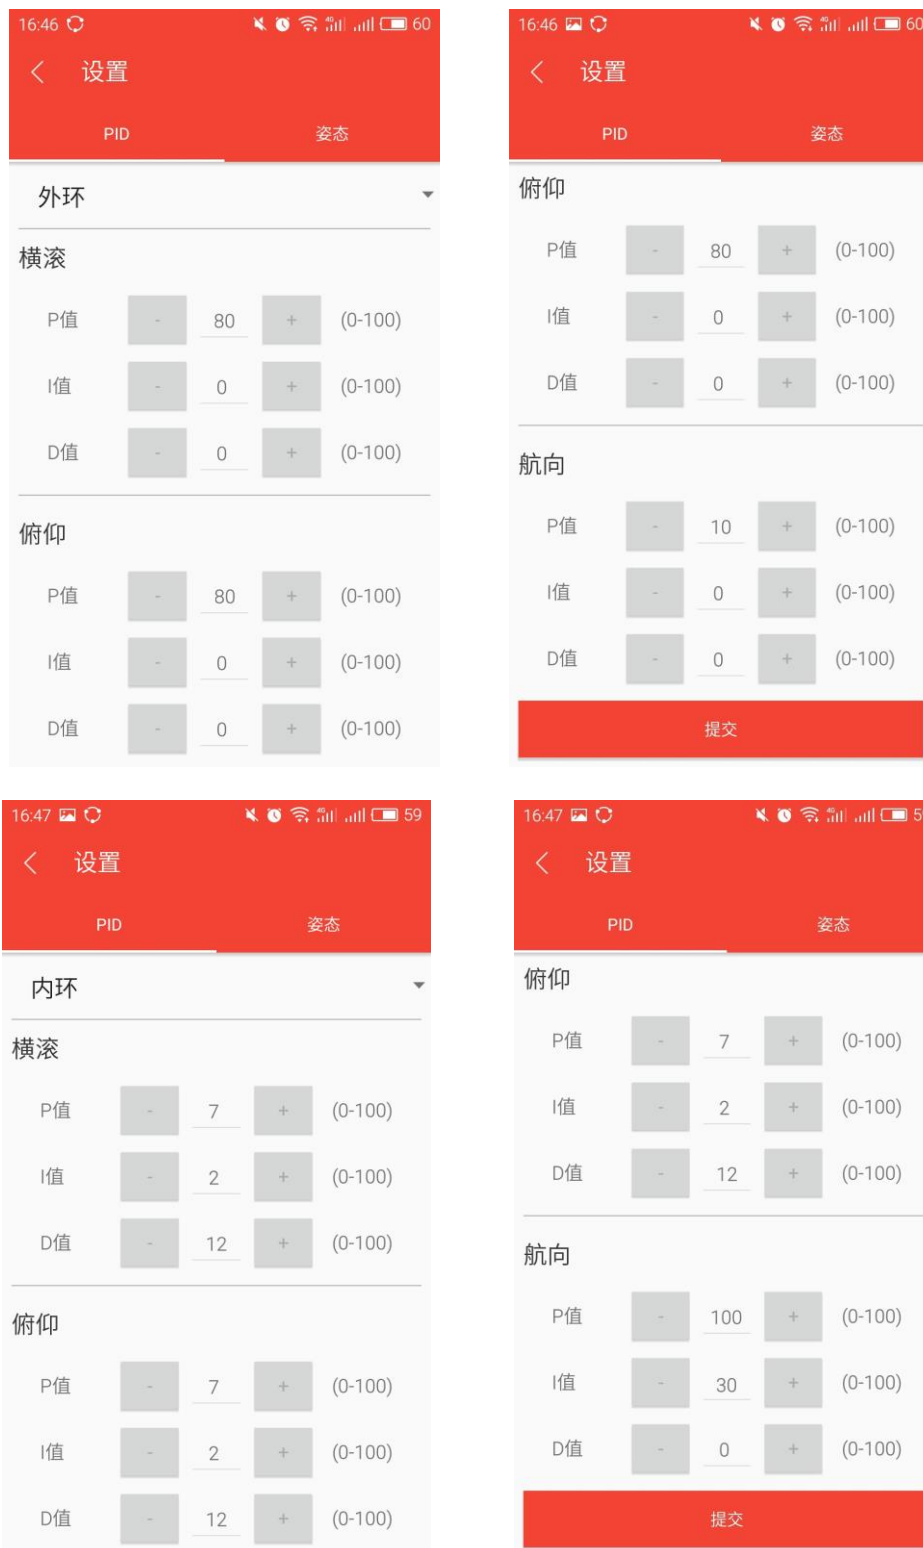 16:46 60
设置
PID 姿态
外环
横滚
P值 - 80 + (0-100)
I值 - 0 + (0-100)
D值 - 0 + (0-100)
俯仰
P值 - 80 + (0-100)
I值 - 0 + (0-100)
D值 - 0 + (0-100)
16:46 60
设置
PID 姿态
俯仰
P值 - 80 + (0-100)
I值 - 0 + (0-100)
D值 - 0 + (0-100)
航向
P值 - 10 + (0-100)
I值 - 0 + (0-100)
D值 - 0 + (0-100)
提交
16:47 59
设置
PID 姿态
内环
横滚
P值 - 7 + (0-100)
I值 - 2 + (0-100)
D值 - 12 + (0-100)
俯仰
P值 - 7 + (0-100)
I值 - 2 + (0-100)
D值 - 12 + (0-100)
16:47
设置
PID 姿态
俯仰
P值 - 7 + (0-100)
I值 - 2 + (0-100)
D值 - 12 + (0-100)
航向
P值 - 100 + (0-100)
I值 - 30 + (0-100)
D值 - 0 + (0-100)
提交